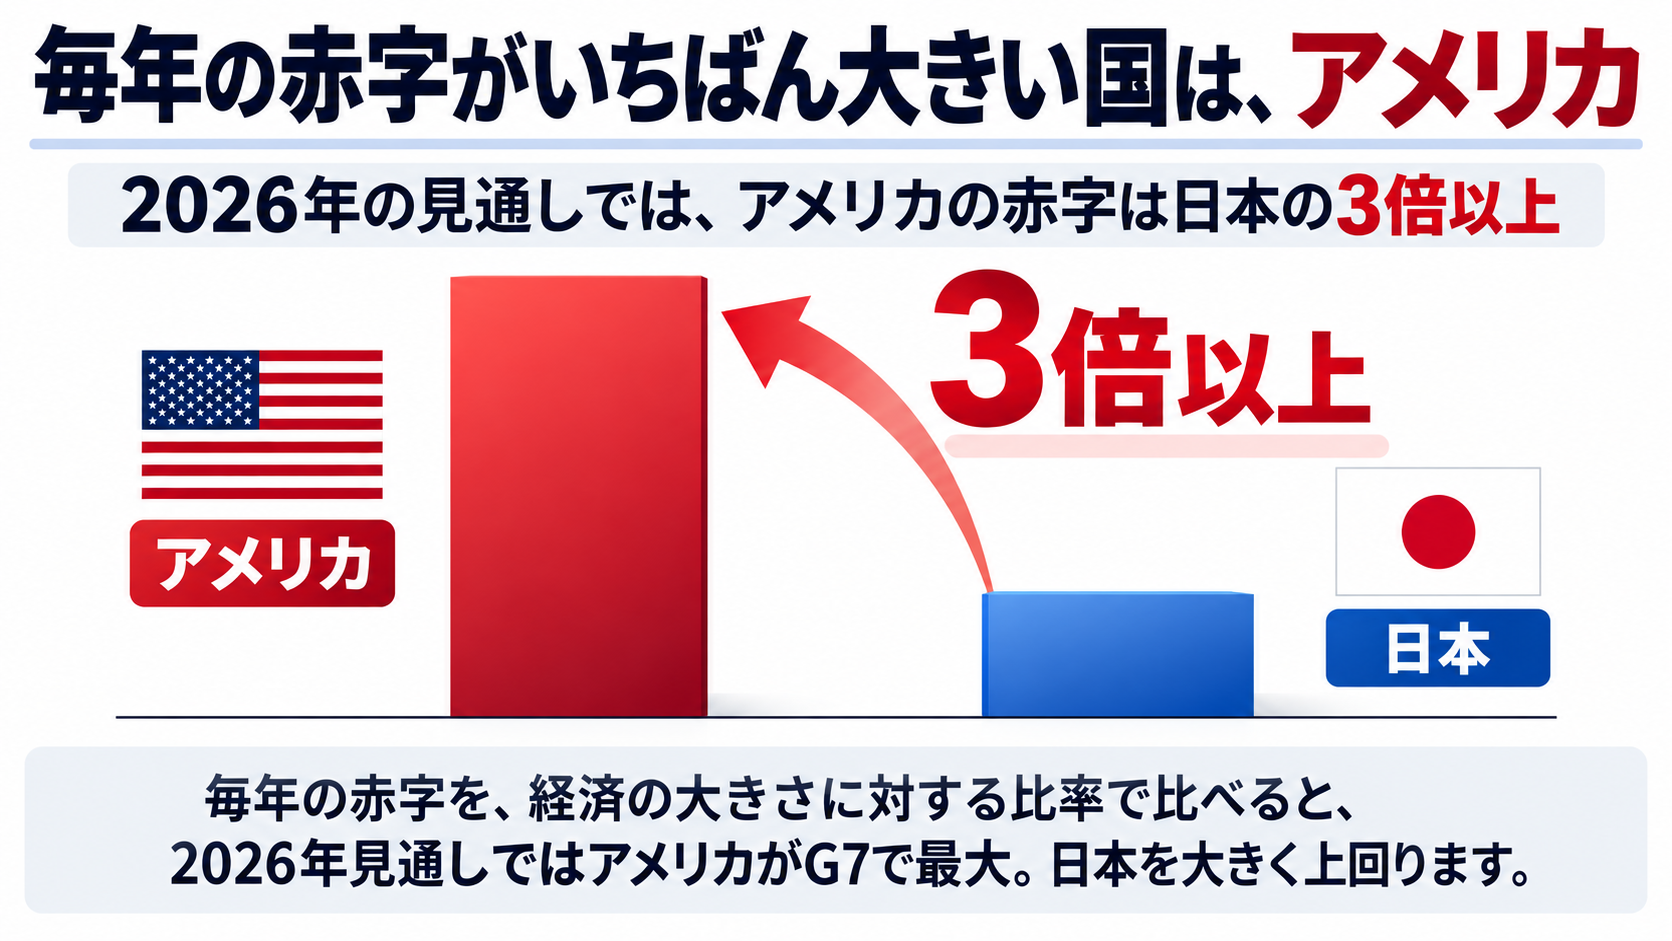 毎年の赤字がいちばん大きい国は、アメリカ
2026年の見通しでは、アメリカの赤字は日本の3倍以上
3倍以上
アメリカ
日本
毎年の赤字を、経済の大きさに対する比率で比べると、
2026年見通しではアメリカがG7で最大。日本を大きく上回ります。